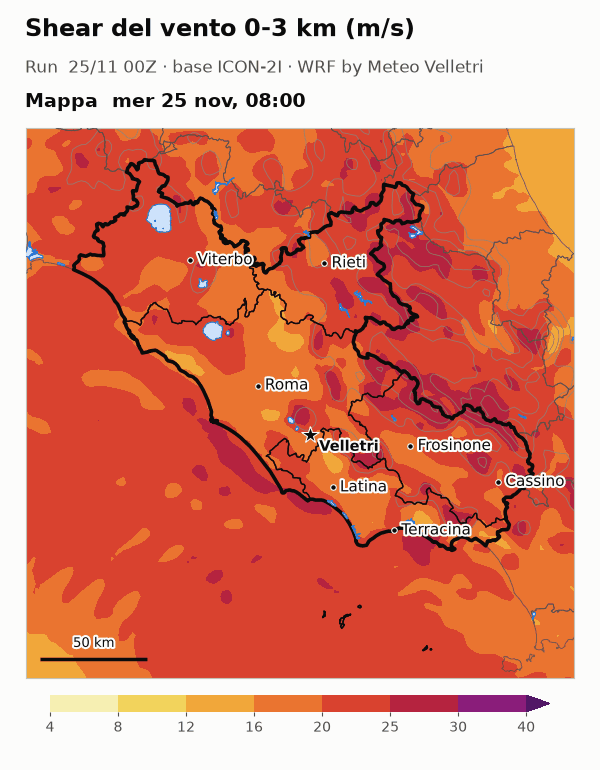 Shear del vento 0-3 km (m/s)
Run  25/11 00Z · base ICON-2I · WRF by Meteo Velletri
Mappa  mer 25 nov, 08:00
Viterbo
Rieti
Roma
Velletri
Frosinone
Cassino
Latina
Terracina
50 km
4 8 12 16 20 25 30 40